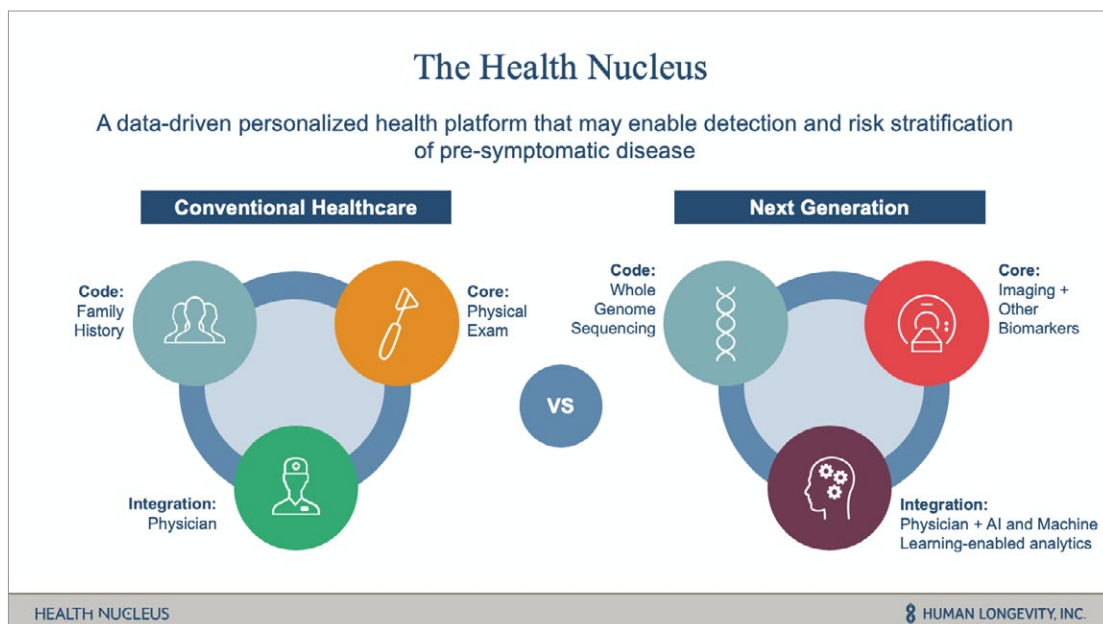 The Health Nucleus
A data-driven personalized health platform that may enable detection and risk stratification
of pre-symptomatic disease
Conventional Healthcare
Code:
Family
History
Core:
Physical
Exam
Integration:
Physician
VS
Next Generation
Code:
Whole
Genome
Sequencing
Core:
Imaging +
Other
Biomarkers
Integration:
Physician + AI and Machine
Learning-enabled analytics
HEALTH NUCLEUS
HUMAN LONGEVITY, INC.